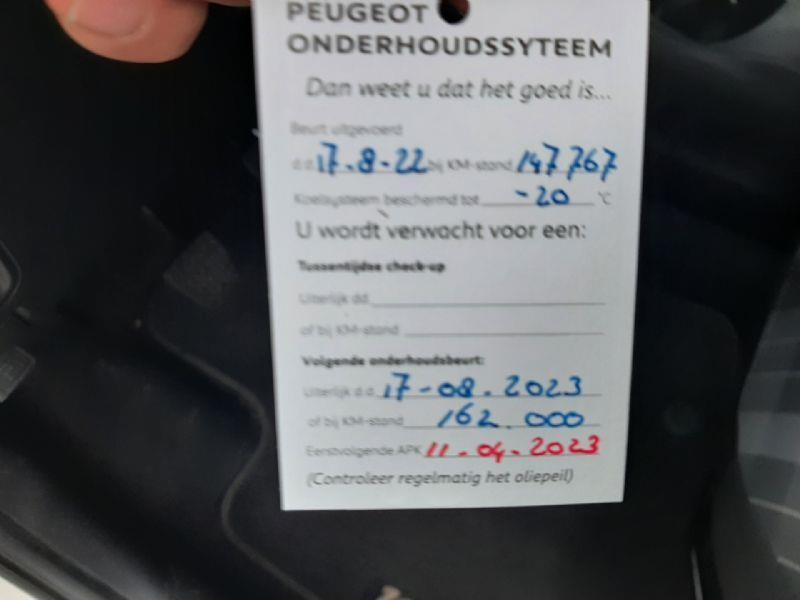 PEUGEOT
ONDERHOUDSSYTEEM
Dan weet u dat het goed is...
Beurt uitgevoerd
d.d. 17-8-22 bij KM-stand 147767
Koelsysteem beschermd tot -20 °C
U wordt verwacht voor een:
Tussentijdse check-up
Uiterlijk dd
of bij KM-stand
Volgende onderhoudsbeurt:
Uiterlijk d.d. 17-08.2023
of bij KM-stand 162.000
Eerstvolgende APK 11-04-2023
(Controleer regelmatig het oliepeil)